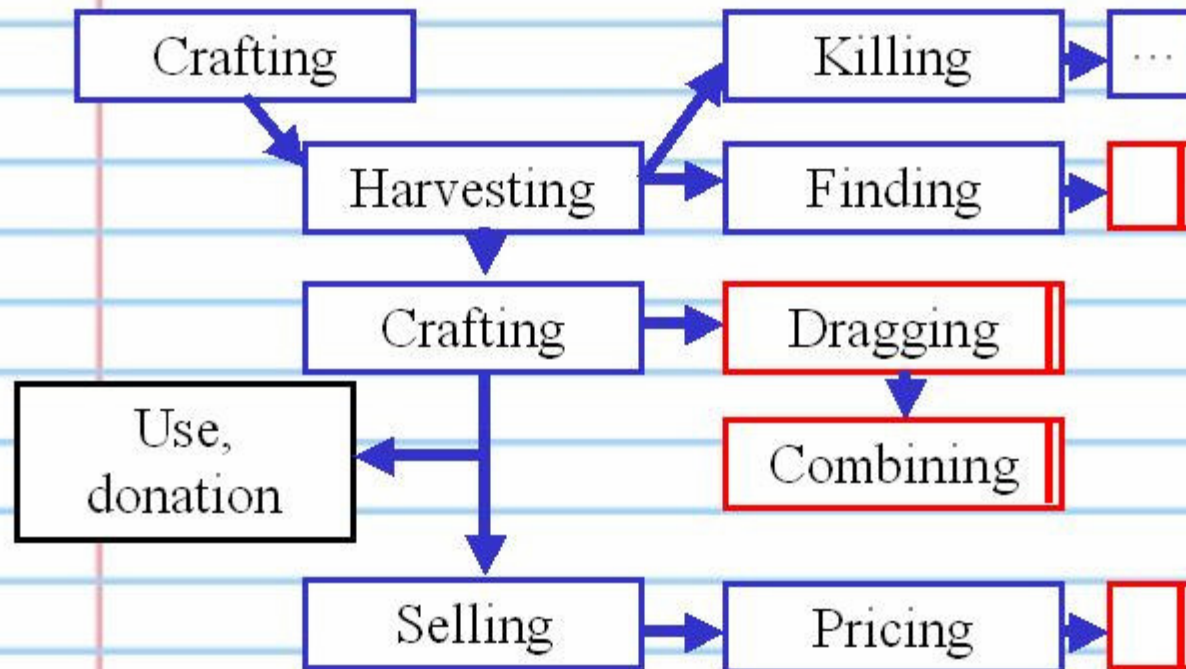 Crafting
Killing
...
Harvesting
Finding
Crafting
Dragging
Use,
donation
Combining
Selling
Pricing